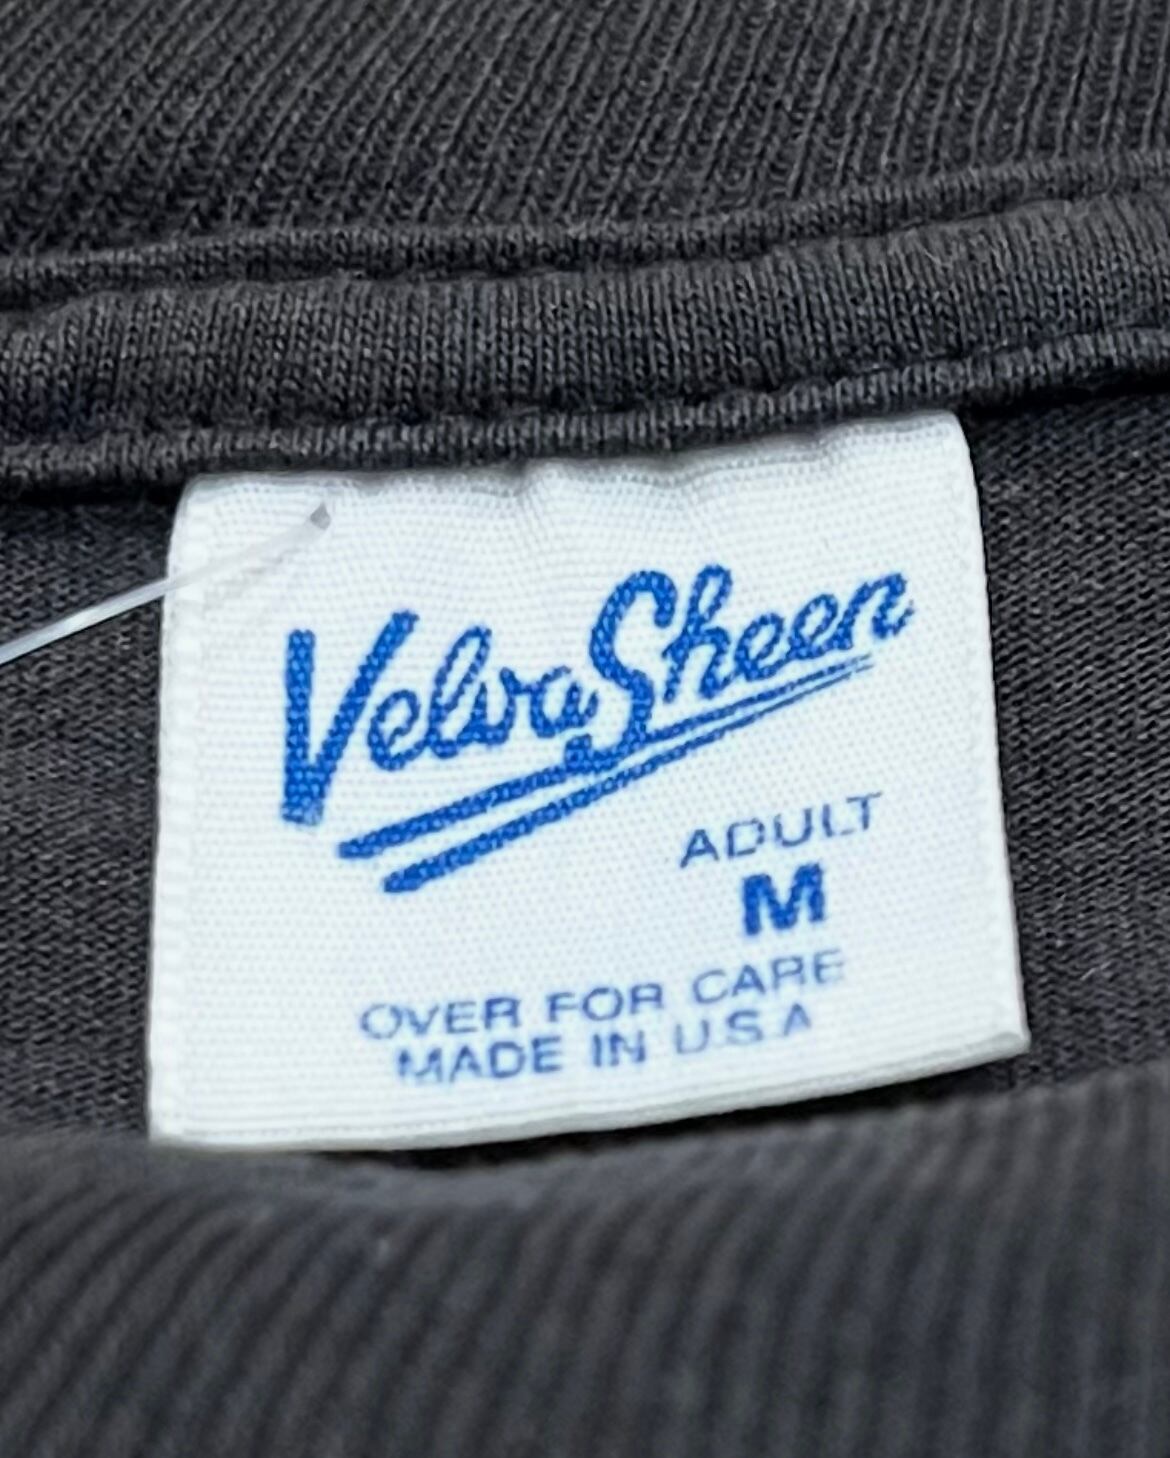 VelvaSheen
ADULT
M
OVER FOR CARE
MADE IN U.S.A